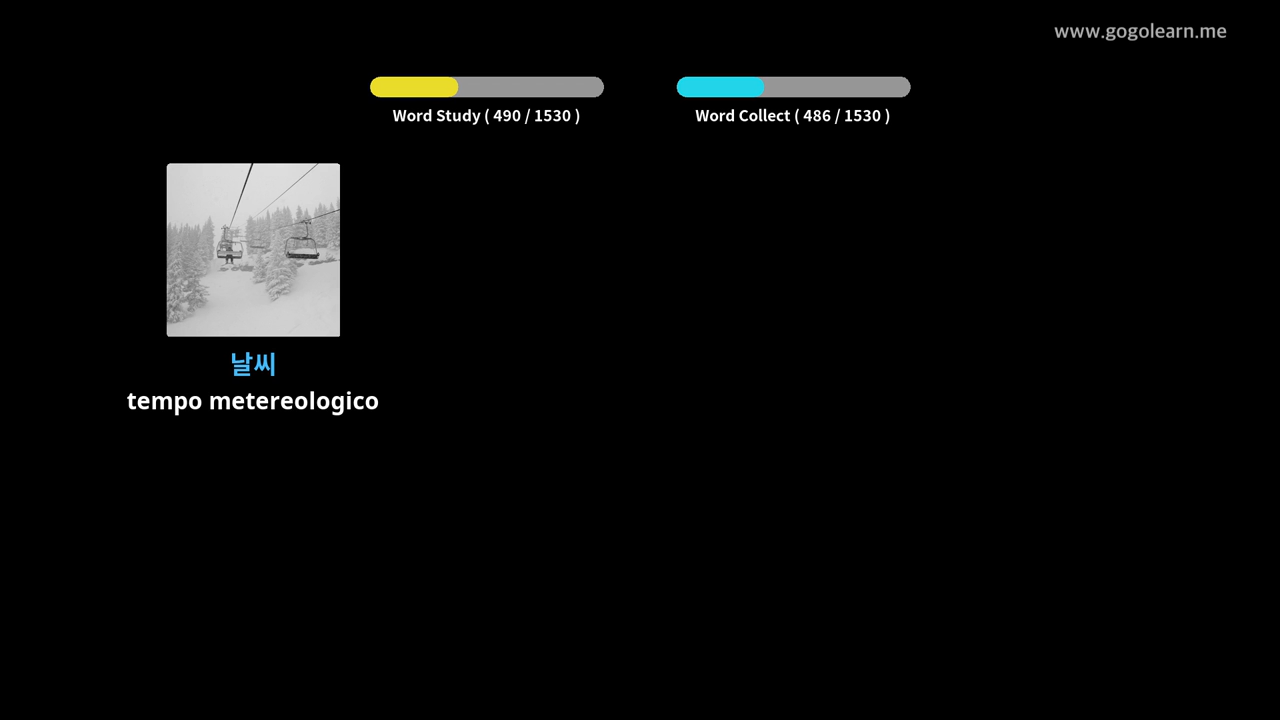 www.gogolearn.me
Word Study ( 490 / 1530 )
Word Collect ( 486 / 1530 )
날씨
tempo metereologico